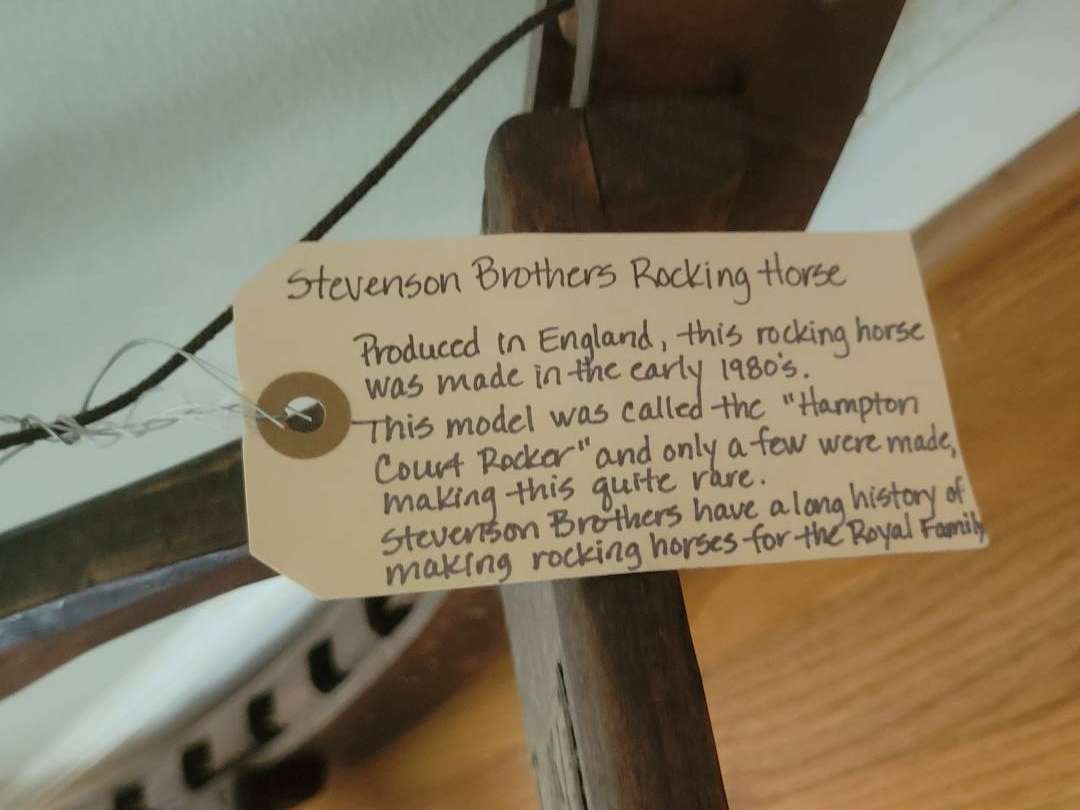 Stevenson Brothers Rocking Horse
Produced in England, this rocking horse
was made in the early 1980's.
This model was called the "Hampton
Court Rocker" and only a few were made,
making this quite rare.
Stevenson Brothers have a long history of
making rocking horses for the Royal Family